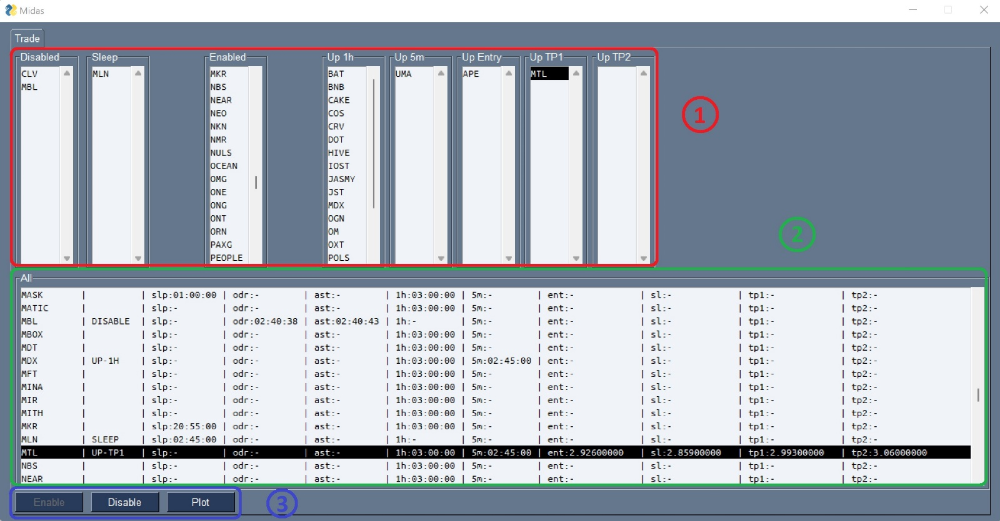 Midas
Trade
Disabled Sleep Enabled Up 1h Up 5m Up Entry Up TP1 Up TP2
CLV MLN MKR BAT UMA APE MTL
MBL NBS BNB
NEAR CAKE
NEO COS
NKN CRV
NMR DOT
NULS HIVE
OCEAN IOST
OMG JASMY
ONE JST
ONG MDX
ONT OGN
ORN OM
PAXG OXT
PEOPLE POLS
1
2
All
MASK | | slp:01:00:00 | odr:- | ast:- | 1h:03:00:00 | 5m:- | ent:- | sl:- | tp1:- | tp2:-
MATIC | | slp:- | odr:- | ast:- | 1h:03:00:00 | 5m:- | ent:- | sl:- | tp1:- | tp2:-
MBL | DISABLE | slp:- | odr:02:40:38 | ast:02:40:43 | 1h:- | 5m:- | ent:- | sl:- | tp1:- | tp2:-
MBOX | | slp:- | odr:- | ast:- | 1h:03:00:00 | 5m:- | ent:- | sl:- | tp1:- | tp2:-
MDT | | slp:- | odr:- | ast:- | 1h:03:00:00 | 5m:- | ent:- | sl:- | tp1:- | tp2:-
MDX | UP-1H | slp:- | odr:- | ast:- | 1h:03:00:00 | 5m:02:45:00 | ent:- | sl:- | tp1:- | tp2:-
MFT | | slp:- | odr:- | ast:- | 1h:03:00:00 | 5m:- | ent:- | sl:- | tp1:- | tp2:-
MINA | | slp:- | odr:- | ast:- | 1h:03:00:00 | 5m:- | ent:- | sl:- | tp1:- | tp2:-
MIR | | slp:- | odr:- | ast:- | 1h:03:00:00 | 5m:- | ent:- | sl:- | tp1:- | tp2:-
MITH | | slp:- | odr:- | ast:- | 1h:03:00:00 | 5m:- | ent:- | sl:- | tp1:- | tp2:-
MKR | | slp:20:55:00 | odr:- | ast:- | 1h:03:00:00 | 5m:- | ent:- | sl:- | tp1:- | tp2:-
MLN | SLEEP | slp:02:45:00 | odr:- | ast:- | 1h:- | 5m:- | ent:- | sl:- | tp1:- | tp2:-
MTL | UP-TP1 | slp:- | odr:- | ast:- | 1h:03:00:00 | 5m:02:45:00 | ent:2.92600000 | sl:2.85900000 | tp1:2.99300000 | tp2:3.06000000
NBS | | slp:- | odr:- | ast:- | 1h:03:00:00 | 5m:- | ent:- | sl:- | tp1:- | tp2:-
NEAR | | slp:- | odr:- | ast:- | 1h:03:00:00 | 5m:- | ent:- | sl:- | tp1:- | tp2:-
Enable Disable Plot 3